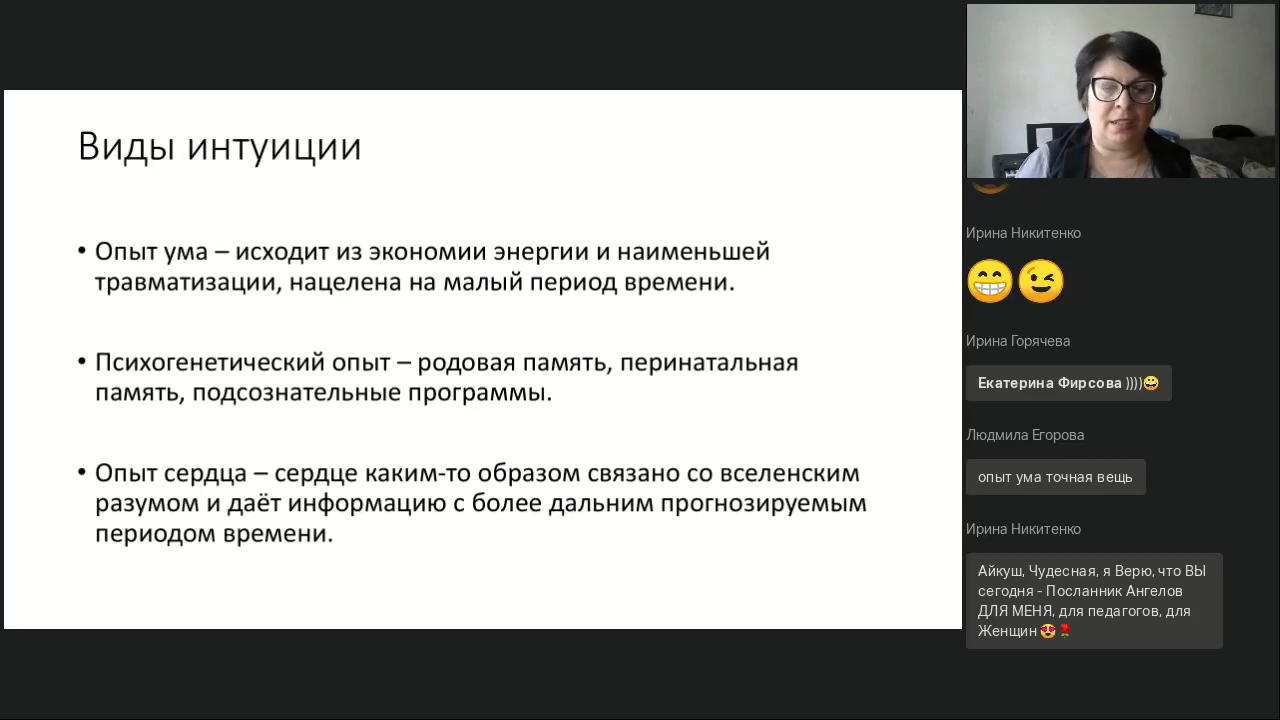 Виды интуиции
• Опыт ума – исходит из экономии энергии и наименьшей
травматизации, нацелена на малый период времени.
• Психогенетический опыт – родовая память, перинатальная
память, подсознательные программы.
• Опыт сердца – сердце каким-то образом связано со вселенским
разумом и даёт информацию с более дальним прогнозируемым
периодом времени.
Ирина Никитенко
😁😉
Ирина Горячева
Екатерина Фирсова ))))😀
Людмила Егорова
опыт ума точная вещь
Ирина Никитенко
Айкуш, Чудесная, я Верю, что ВЫ
сегодня - Посланник Ангелов
ДЛЯ МЕНЯ, для педагогов, для
Женщин 😍🌹